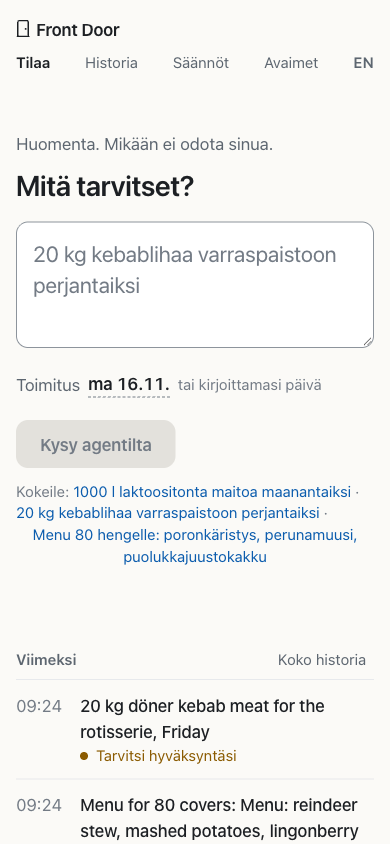 Front Door
Tilaa Historia Säännöt Avaimet EN
Huomenta. Mikään ei odota sinua.
Mitä tarvitset?
20 kg kebablihaa varraspaistoon
perjantaiksi
Toimitus ma 16.11. tai kirjoittamasi päivä
Kysy agentilta
Kokeile: 1000 l laktoositonta maitoa maanantaiksi ·
20 kg kebablihaa varraspaistoon perjantaiksi ·
Menu 80 hengelle: poronkäristys, perunamuusi,
puolukkajuustokakku
Viimeksi Koko historia
09:24 20 kg döner kebab meat for the
rotisserie, Friday
Tarvitsi hyväksyntäsi
09:24 Menu for 80 covers: Menu: reindeer
stew, mashed potatoes, lingonberry